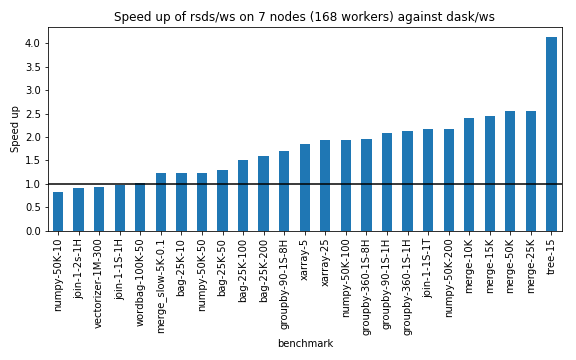 Speed up of rsds/ws on 7 nodes (168 workers) against dask/ws
4.0
3.5
3.0
2.5
2.0
1.5
1.0
0.5
0.0
Speed up
numpy-50K-10
join-1-2s-1H
vectorizer-1M-300
join-1-1S-1H
wordbag-100K-50
merge_slow-5K-0.1
bag-25K-10
numpy-50K-50
bag-25K-50
bag-25K-100
bag-25K-200
groupby-90-1S-8H
xarray-5
xarray-25
numpy-50K-100
groupby-360-1S-8H
groupby-90-1S-1H
groupby-360-1S-1H
join-1-1S-1T
numpy-50K-200
merge-10K
merge-15K
merge-50K
merge-25K
tree-15
benchmark